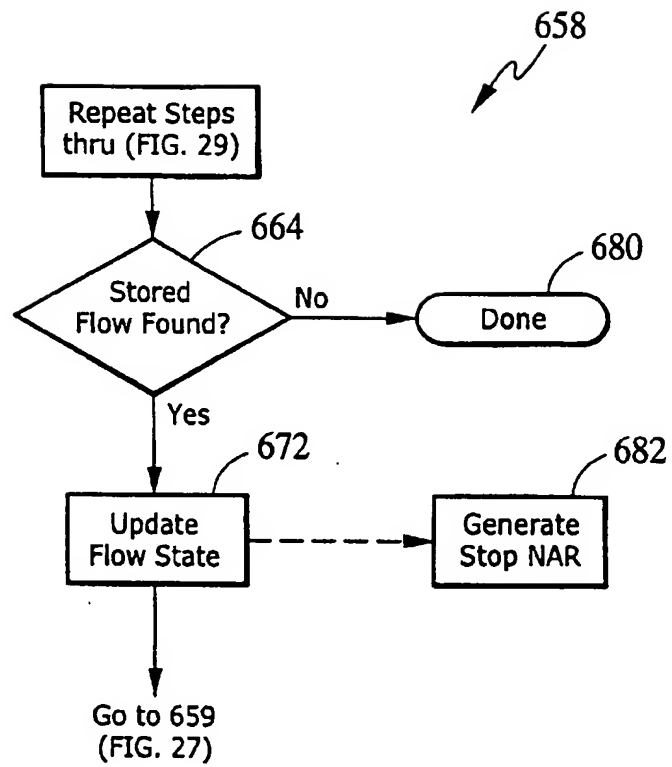 658
Repeat Steps
thru (FIG. 29)
664
Stored
Flow Found?
No
680
Done
Yes
672
Update
Flow State
682
Generate
Stop NAR
Go to 659
(FIG. 27)